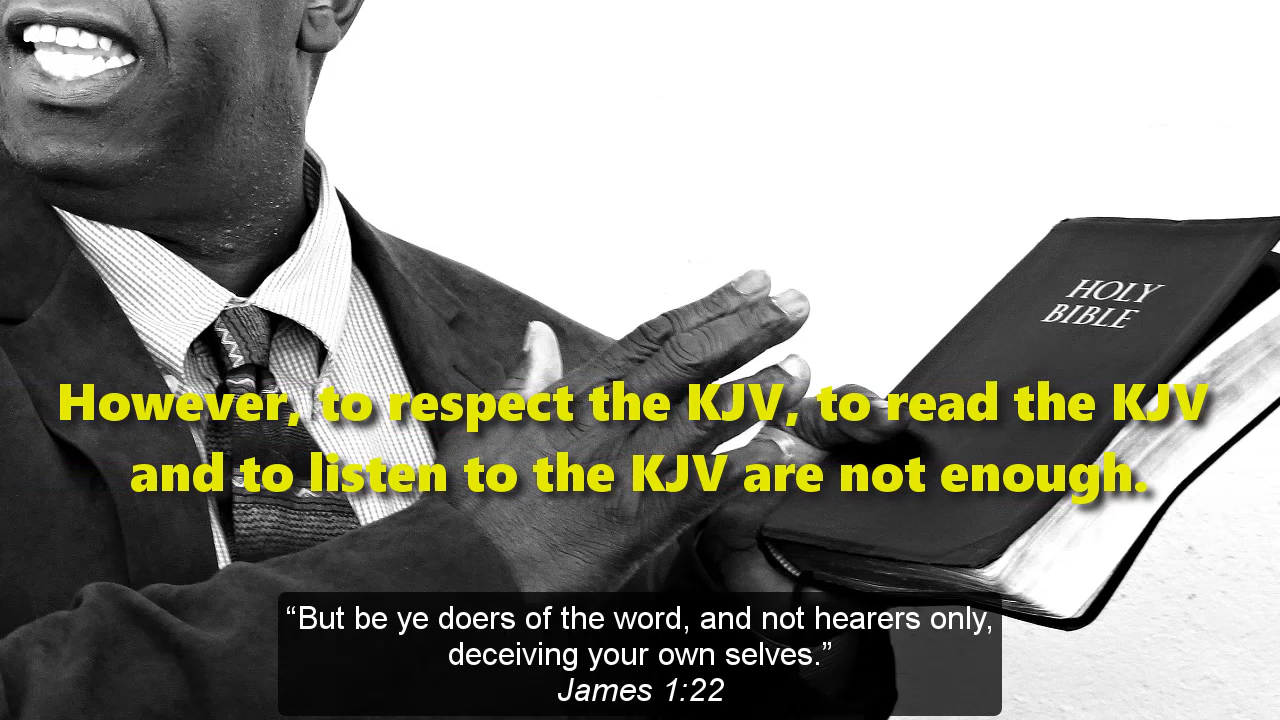 HOLY
BIBLE
However, to respect the KJV, to read the KJV
and to listen to the KJV are not enough.
“But be ye doers of the word, and not hearers only,
deceiving your own selves.”
James 1:22